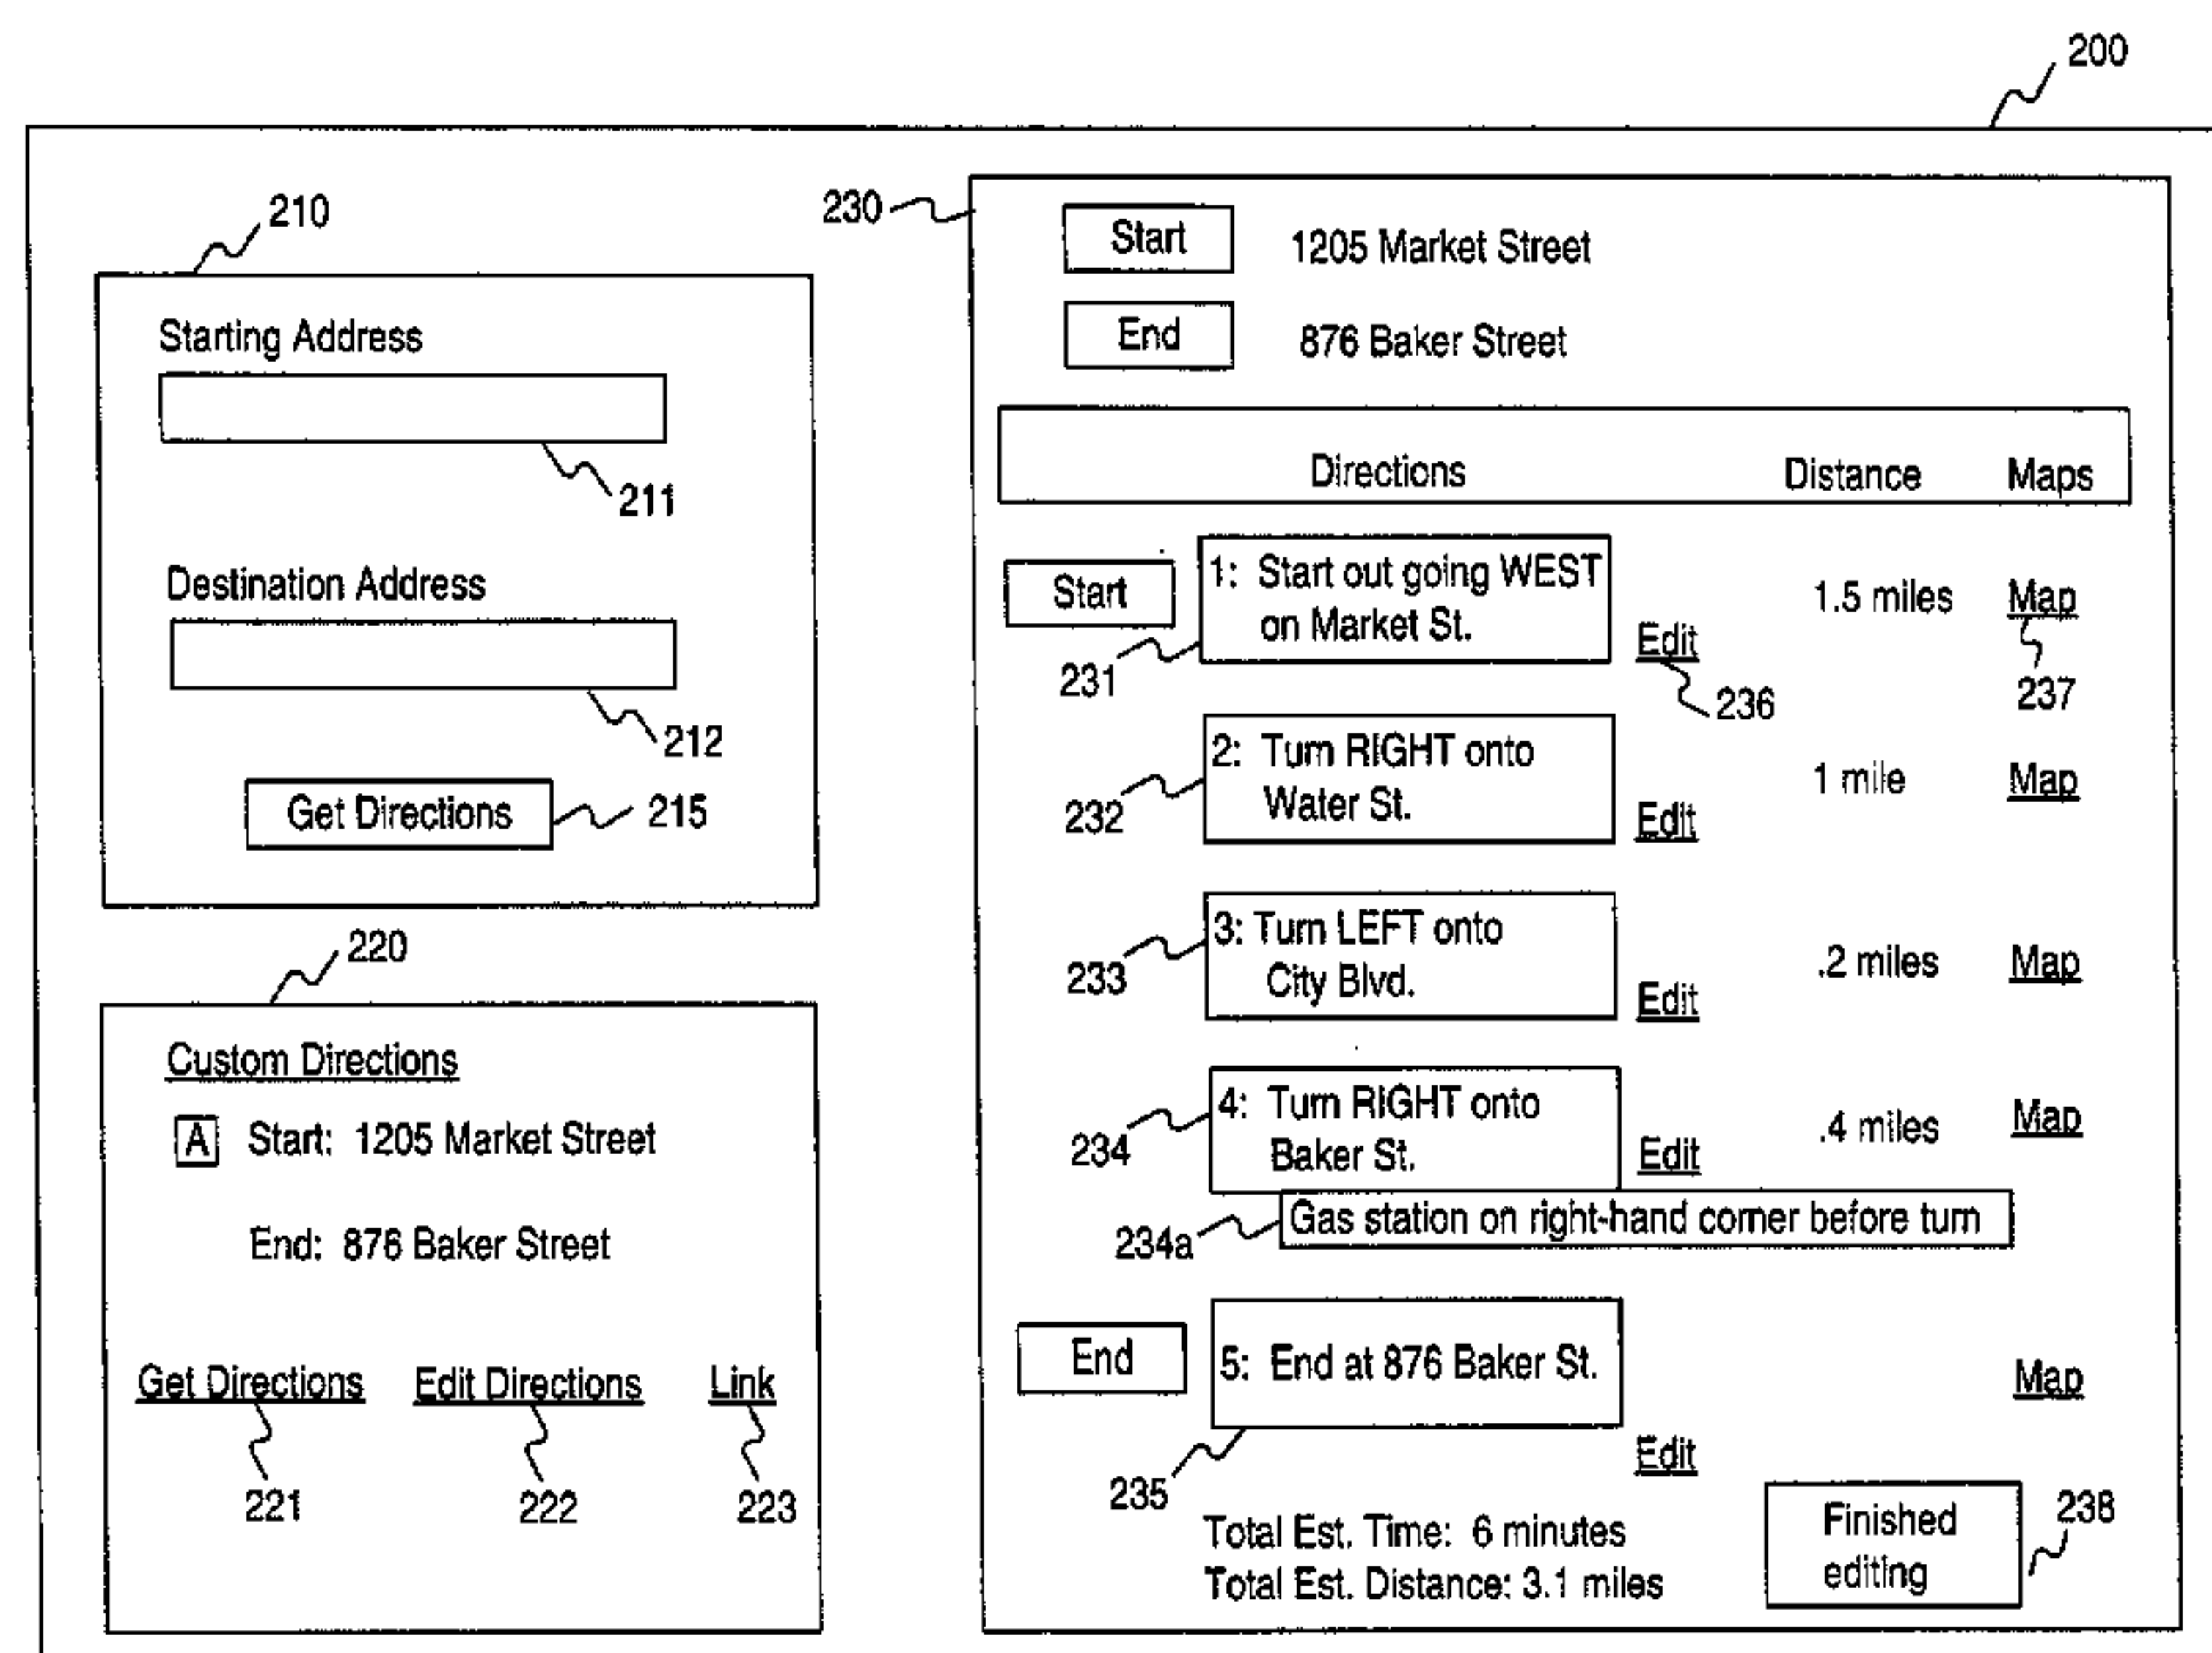 200
210
Starting Address
211
Destination Address
212
Get Directions
215
220
Custom Directions
A Start: 1205 Market Street
End: 876 Baker Street
Get Directions Edit Directions Link
221 222 223
230
Start 1205 Market Street
End 876 Baker Street
Directions Distance Maps
Start 1: Start out going WEST
on Market St. Edit 1.5 miles Map
231 236 237
2: Turn RIGHT onto
Water St. Edit 1 mile Map
232
3: Turn LEFT onto
City Blvd. Edit .2 miles Map
233
4: Turn RIGHT onto
Baker St. Edit .4 miles Map
234
Gas station on right-hand corner before turn
234a
End 5: End at 876 Baker St. Map
Edit
235
Total Est. Time: 6 minutes
Total Est. Distance: 3.1 miles
Finished
editing
238